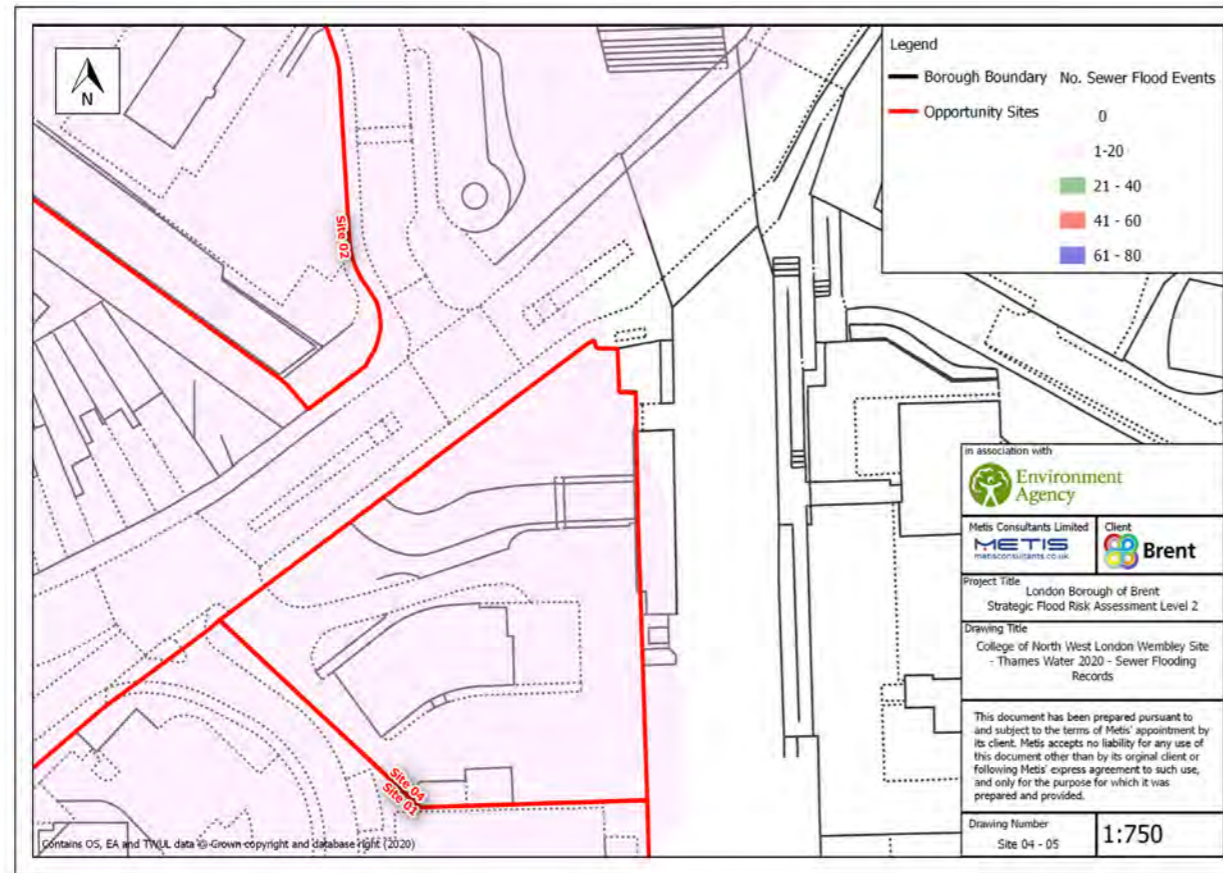 N
Legend
Borough Boundary
Opportunity Sites
No. Sewer Flood Events
0
1-20
21 - 40
41 - 60
61 - 80
Site 02
Site 04
Site 01
in association with
Environment
Agency
Metis Consultants Limited
METIS
metisconsultants.co.uk
Client
Brent
Project Title
London Borough of Brent
Strategic Flood Risk Assessment Level 2
Drawing Title
College of North West London Wembley Site
- Thames Water 2020 - Sewer Flooding
Records
This document has been prepared pursuant to
and subject to the terms of Metis' appointment by
its client. Metis accepts no liability for any use of
this document other than by its orginal client or
following Metis' express agreement to such use,
and only for the purpose for which it was
prepared and provided.
Drawing Number
Site 04 - 05
1:750
Contains OS, EA and TWUL data © Crown copyright and database right (2020)